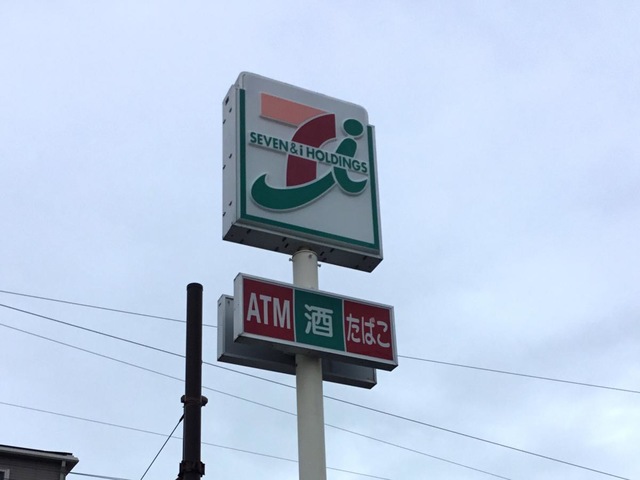 SEVEN & i HOLDINGS
ATM 酒 たばこ